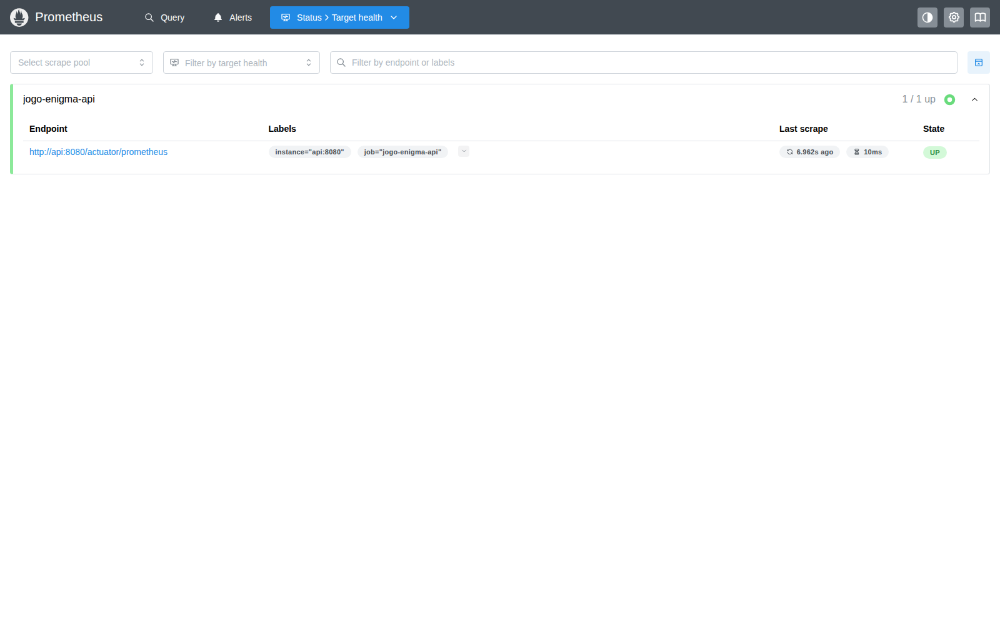 Prometheus
Query
Alerts
Status > Target health
Select scrape pool
Filter by target health
Filter by endpoint or labels
jogo-enigma-api
1 / 1 up
Endpoint Labels Last scrape State
http://api:8080/actuator/prometheus instance="api:8080" job="jogo-enigma-api" 6.962s ago 10ms UP